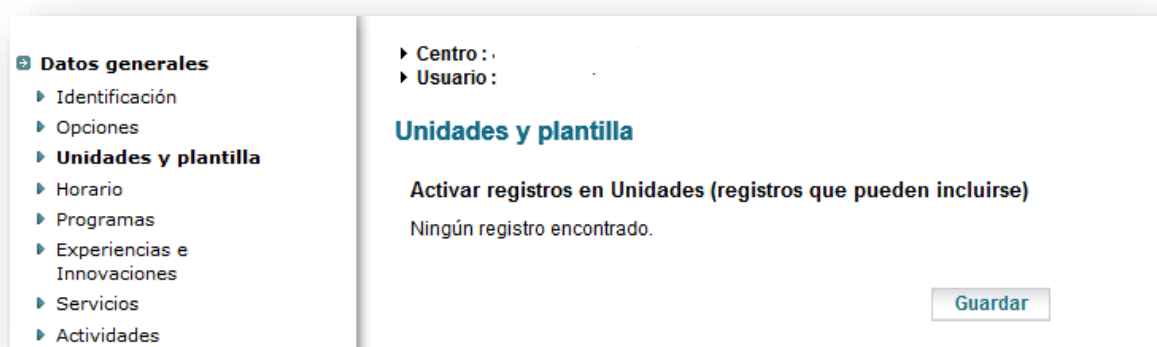 Datos generales
Identificación
Opciones
Unidades y plantilla
Horario
Programas
Experiencias e
Innovaciones
Servicios
Actividades
Centro :
Usuario :
Unidades y plantilla
Activar registros en Unidades (registros que pueden incluirse)
Ningún registro encontrado.
Guardar